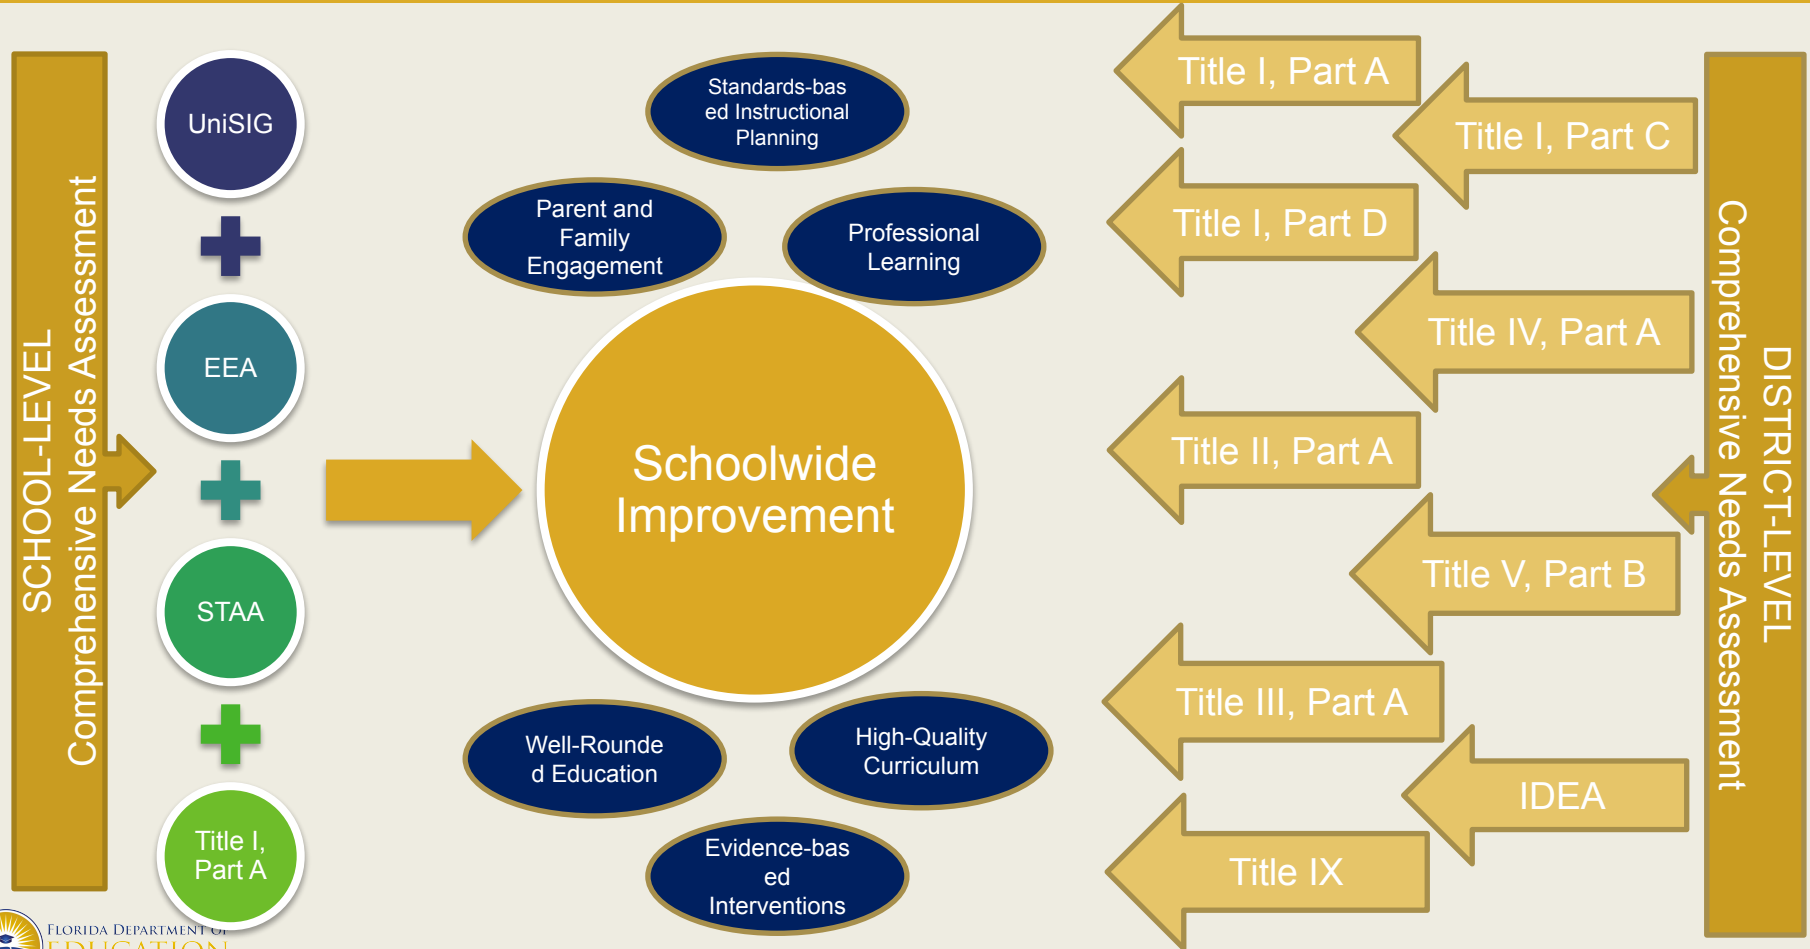 SCHOOL-LEVEL
Comprehensive Needs Assessment
UniSIG
EEA
STAA
Title I,
Part A
Standards-bas
ed Instructional
Planning
Parent and
Family
Engagement
Professional
Learning
Schoolwide
Improvement
Well-Rounde
d Education
High-Quality
Curriculum
Evidence-bas
ed
Interventions
Title I, Part A
Title I, Part C
Title I, Part D
Title IV, Part A
Title II, Part A
Title V, Part B
Title III, Part A
IDEA
Title IX
DISTRICT-LEVEL
Comprehensive Needs Assessment
FLORIDA DEPARTMENT OF
EDUCATION